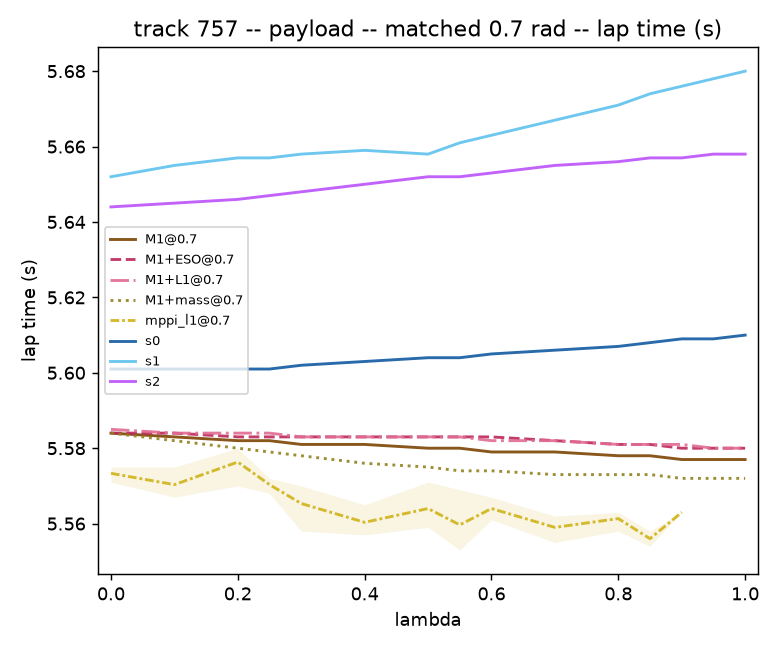 track 757 -- payload -- matched 0.7 rad -- lap time (s)
5.68
5.66
5.64
5.62
5.60
5.58
5.56
lap time (s)
M1@0.7
M1+ESO@0.7
M1+L1@0.7
M1+mass@0.7
mppi_l1@0.7
s0
s1
s2
0.0 0.2 0.4 0.6 0.8 1.0
lambda